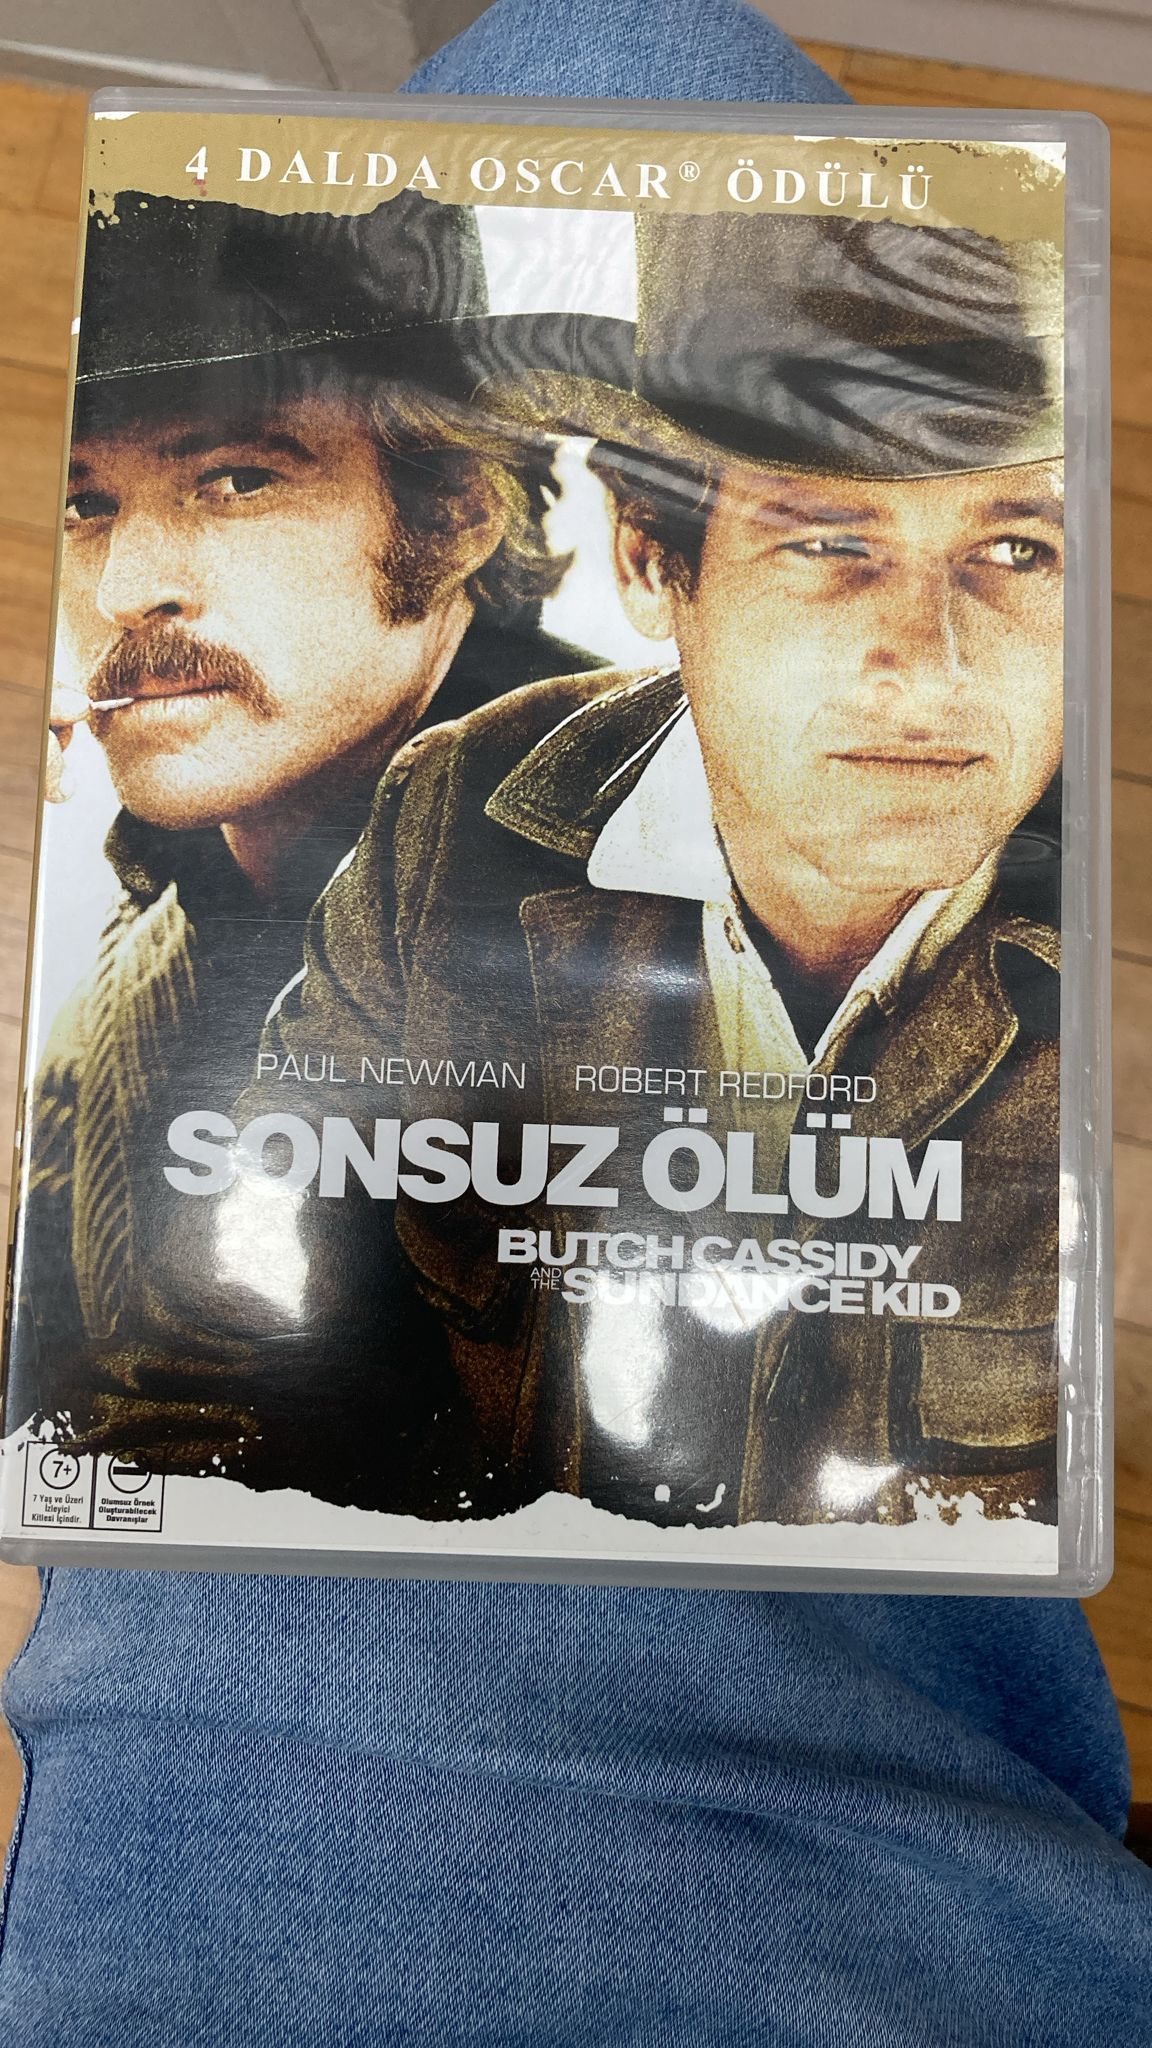 4 DALDA OSCAR® ÖDÜLÜ
PAUL NEWMAN ROBERT REDFORD
SONSUZ ÖLÜM
BUTCH CASSIDY
AND THE SUNDANCE KID
7+
7 Yaş ve Üzeri
İzleyici
Kitlesi İçindir.
Olumsuz Örnek
Oluşturabilecek
Davranışlar